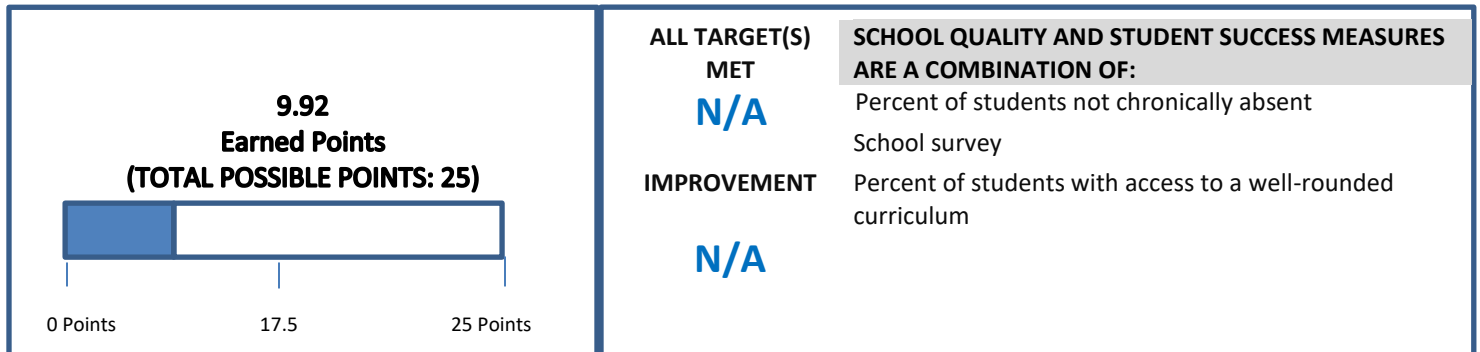 9.92
Earned Points
(TOTAL POSSIBLE POINTS: 25)
0 Points
17.5
25 Points
ALL TARGET(S)
MET
N/A
IMPROVEMENT
N/A
SCHOOL QUALITY AND STUDENT SUCCESS MEASURES
ARE A COMBINATION OF:
Percent of students not chronically absent
School survey
Percent of students with access to a well-rounded
curriculum